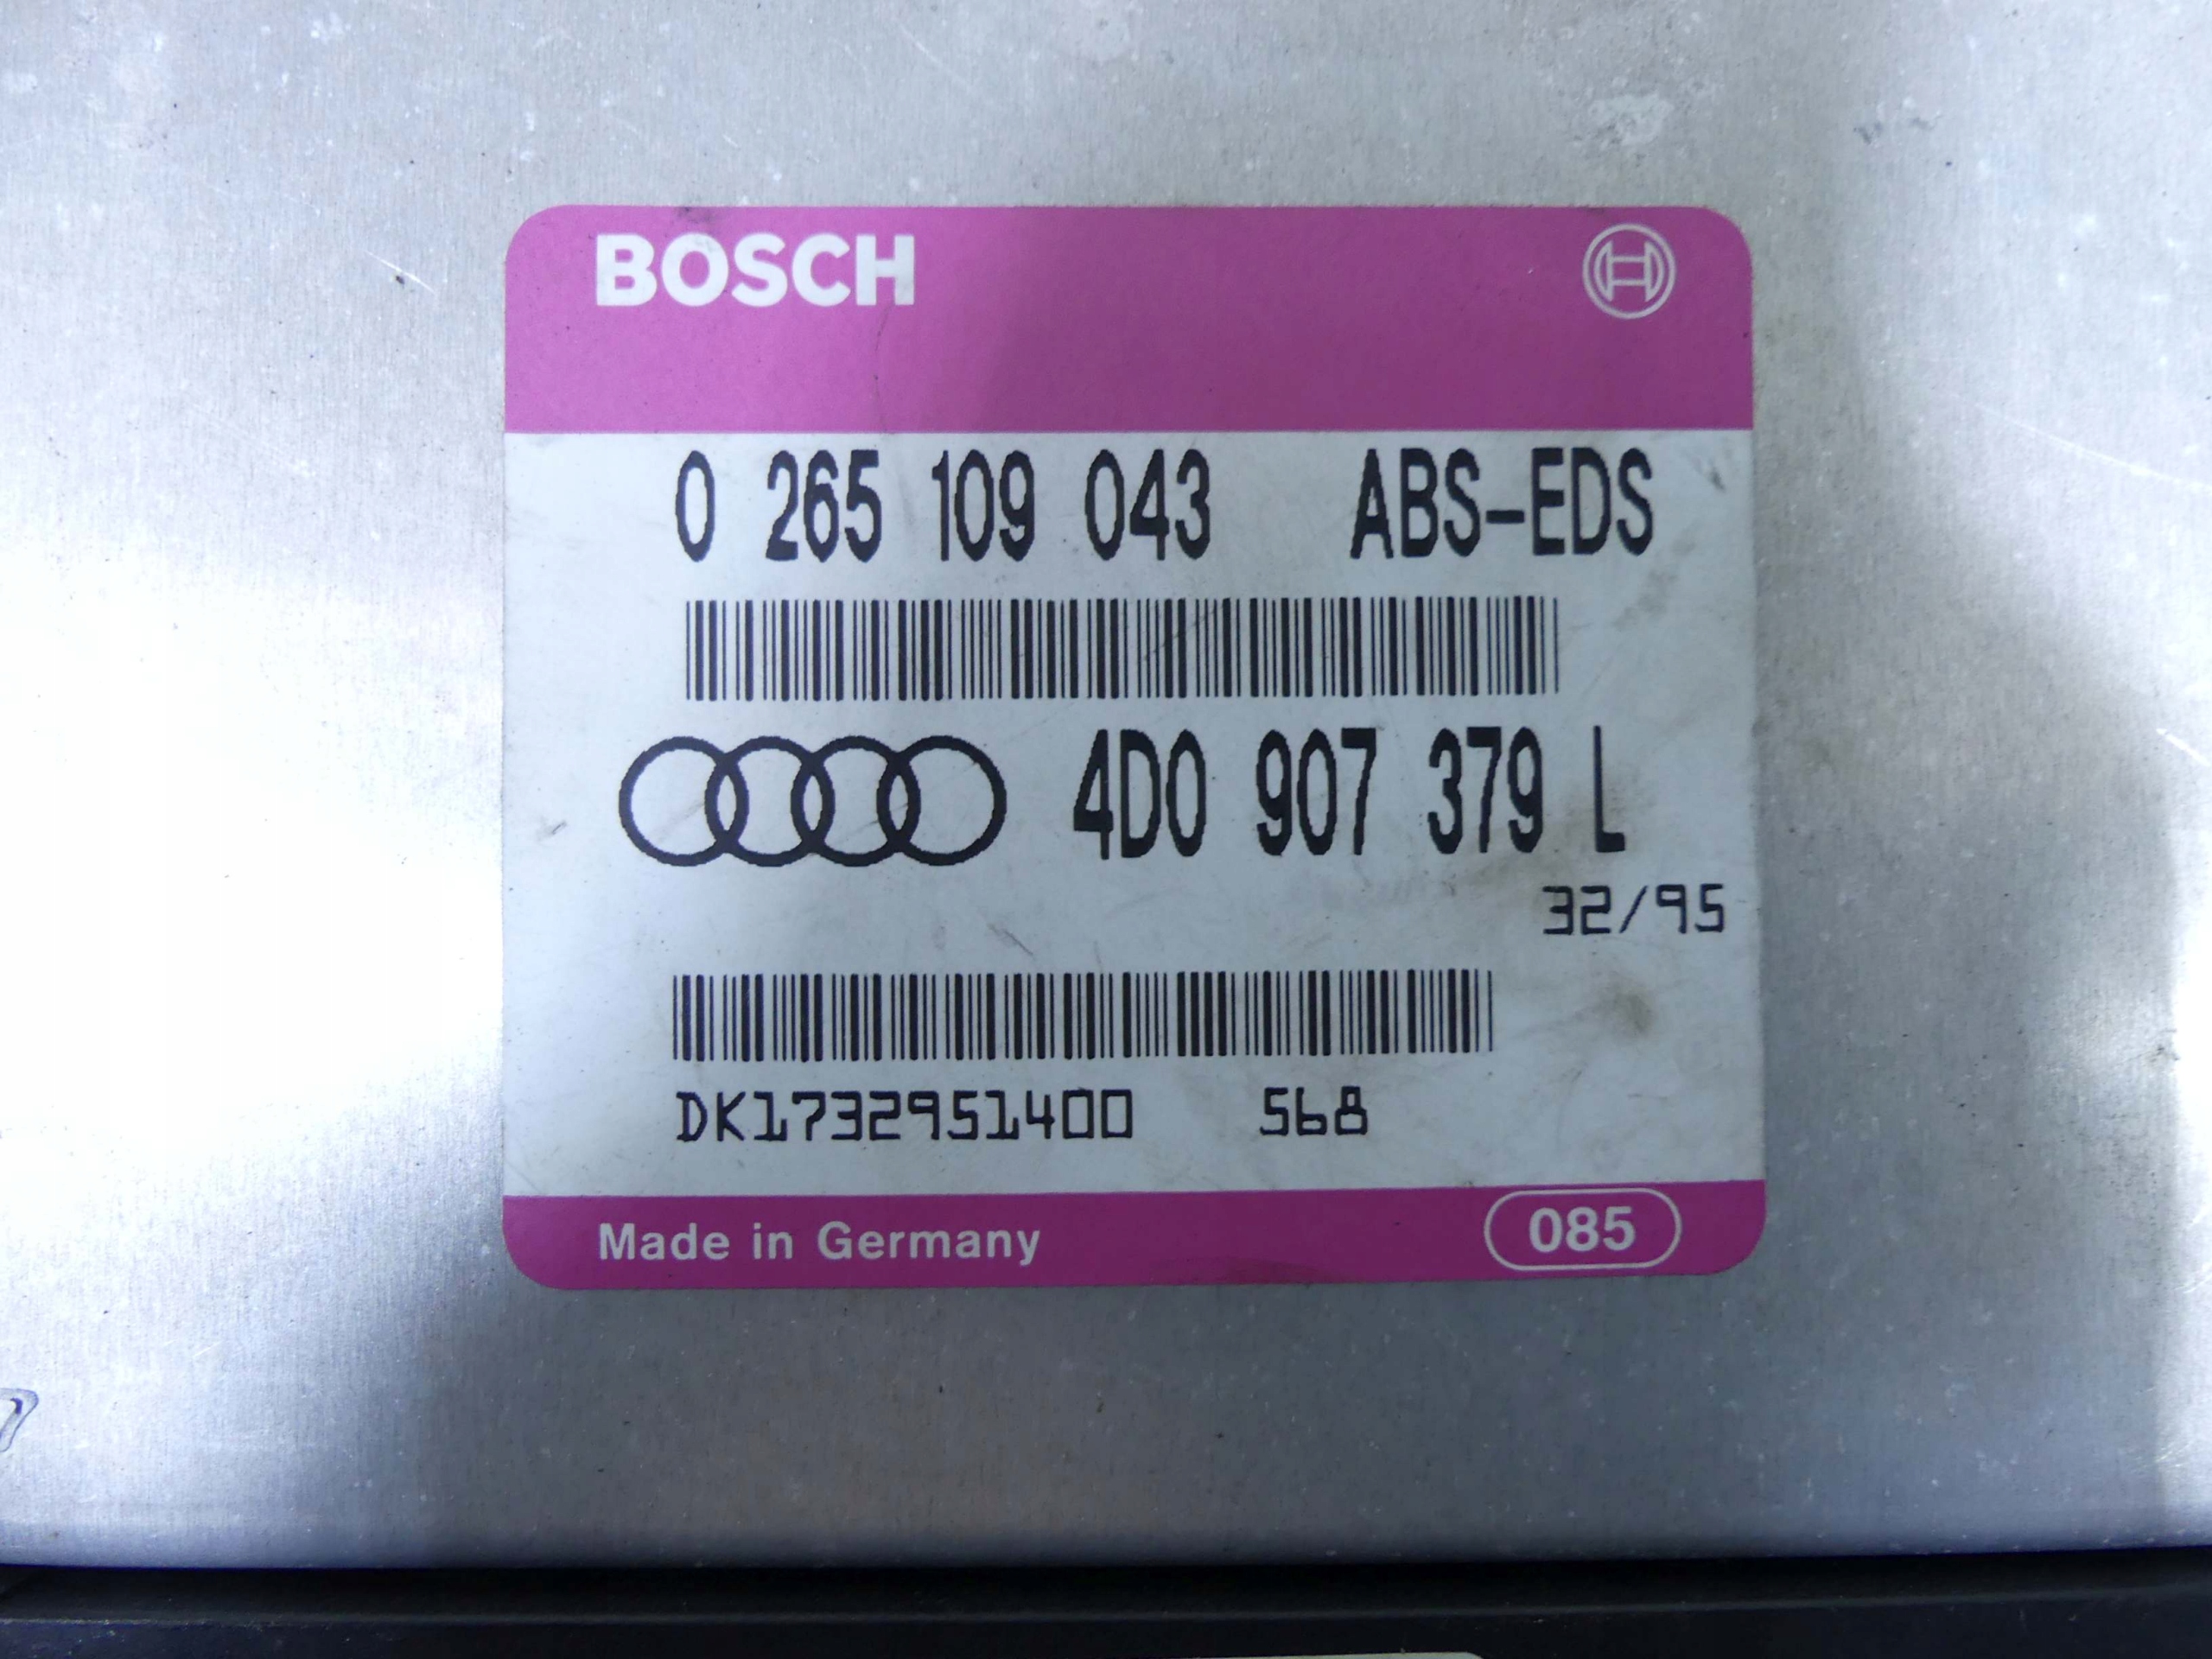 BOSCH
0 265 109 043 ABS-EDS
4D0 907 379 L
32/95
DK1732951400 568
Made in Germany 085